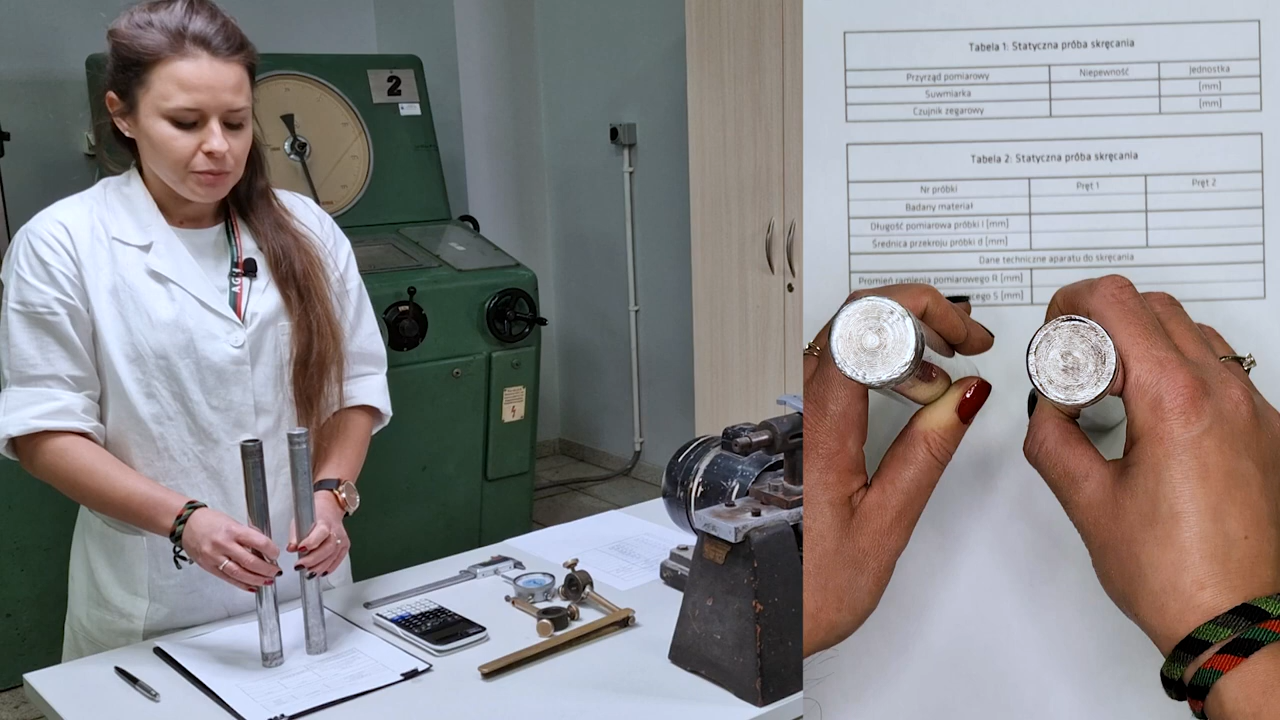 2
AGH
Tabela 1: Statyczna próba skręcania
Przyrząd pomiarowy Niepewność Jednostka
Suwmiarka [mm]
Czujnik zegarowy [mm]
Tabela 2: Statyczna próba skręcania
Nr próbki Pręt 1 Pręt 2
Badany materiał
Długość pomiarowa próbki l [mm]
Średnica przekroju próbki d [mm]
Dane techniczne aparatu do skręcania
Promień ramienia pomiarowego R [mm]
S [mm]